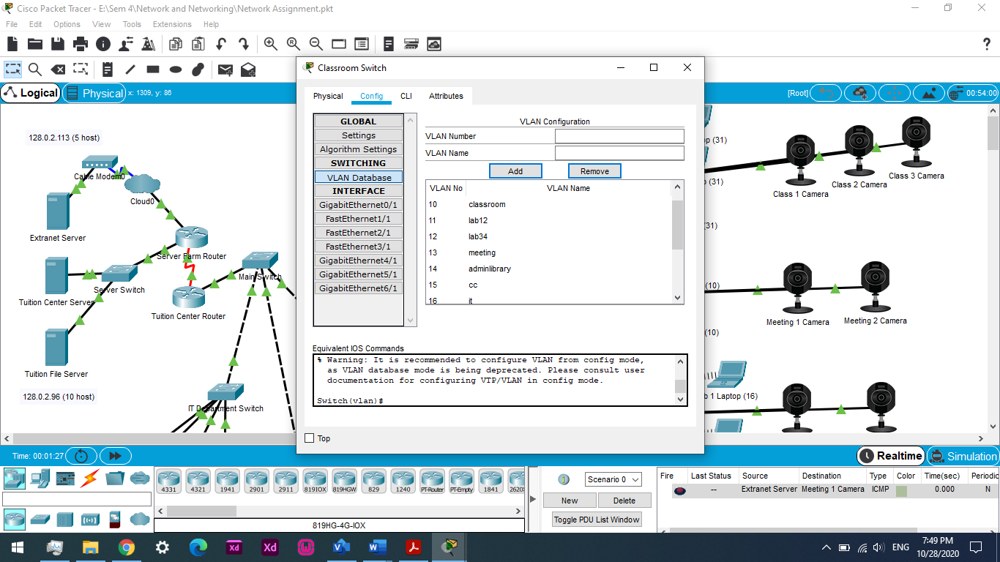 Cisco Packet Tracer - E:\Sem 4\Network and Networking\Network Assignment.pkt
File Edit Options View Tools Extensions Help
?
Classroom Switch
Logical Physical x: 1309, y: 86
[Root] 00:54:00
Physical Config CLI Attributes
GLOBAL
Settings
Algorithm Settings
SWITCHING
VLAN Database
INTERFACE
GigabitEthernet0/1
FastEthernet1/1
FastEthernet2/1
FastEthernet3/1
GigabitEthernet4/1
GigabitEthernet5/1
GigabitEthernet6/1
VLAN Configuration
VLAN Number
VLAN Name
Add Remove
VLAN No VLAN Name
10 classroom
11 lab12
12 lab34
13 meeting
14 adminlibrary
15 cc
16 it
Equivalent IOS Commands
% Warning: It is recommended to configure VLAN from config mode,
as VLAN database mode is being deprecated. Please consult user
documentation for configuring VTP/VLAN in config mode.
Switch(vlan)#
Top
128.0.2.113 (5 host)
Cable Modem0
Cloud0
Extranet Server
Server Farm Router
Main Switch
Server Switch
Tuition Center Server
Tuition Center Router
Tuition File Server
128.0.2.96 (10 host)
IT Department Switch
p (31)
(31)
Class 3 Camera
Class 2 Camera
Class 1 Camera
(31)
(10)
Meeting 1 Camera
Meeting 2 Camera
(10)
b 1 Laptop (16)
Time: 00:01:27
Realtime Simulation
4331 4321 1941 2901 2911 819IOX 819HGW 829 1240 PT-Router PT-Empty 1841 2620X
819HG-4G-IOX
Scenario 0
New Delete
Toggle PDU List Window
Fire Last Status Source Destination Type Color Time(sec) Periodic
-- Extranet Server Meeting 1 Camera ICMP 0.000 N
Xd Xd
ENG
7:49 PM
10/28/2020